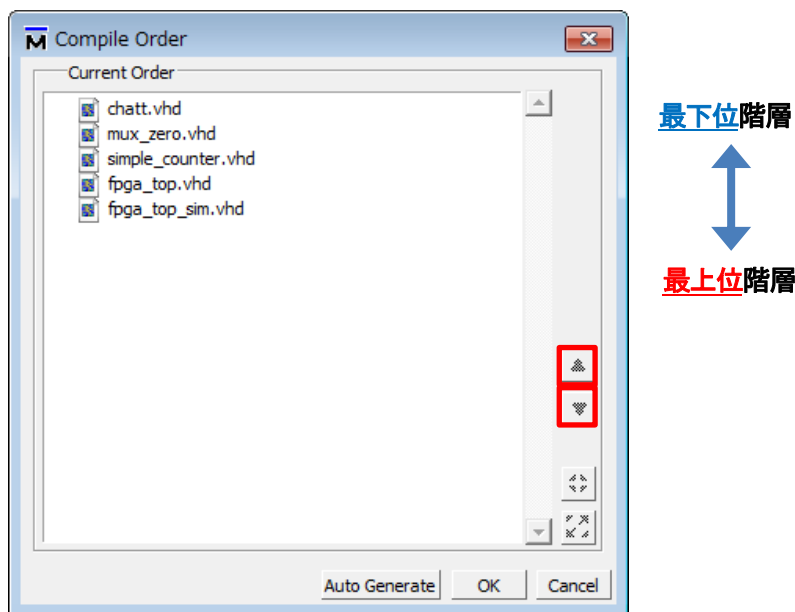 Compile Order
Current Order
chatt.vhd
mux_zero.vhd
simple_counter.vhd
fpga_top.vhd
fpga_top_sim.vhd
Auto Generate
OK
Cancel
最下位階層
最上位階層